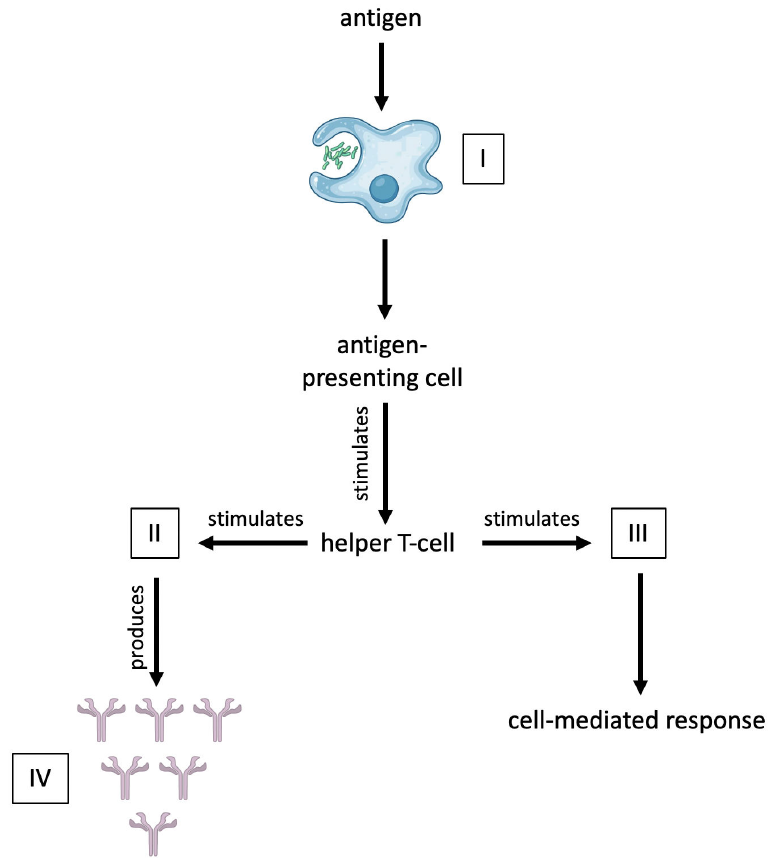 antigen
I
antigen-
presenting cell
stimulates
II
stimulates
helper T-cell
stimulates
III
produces
cell-mediated response
IV